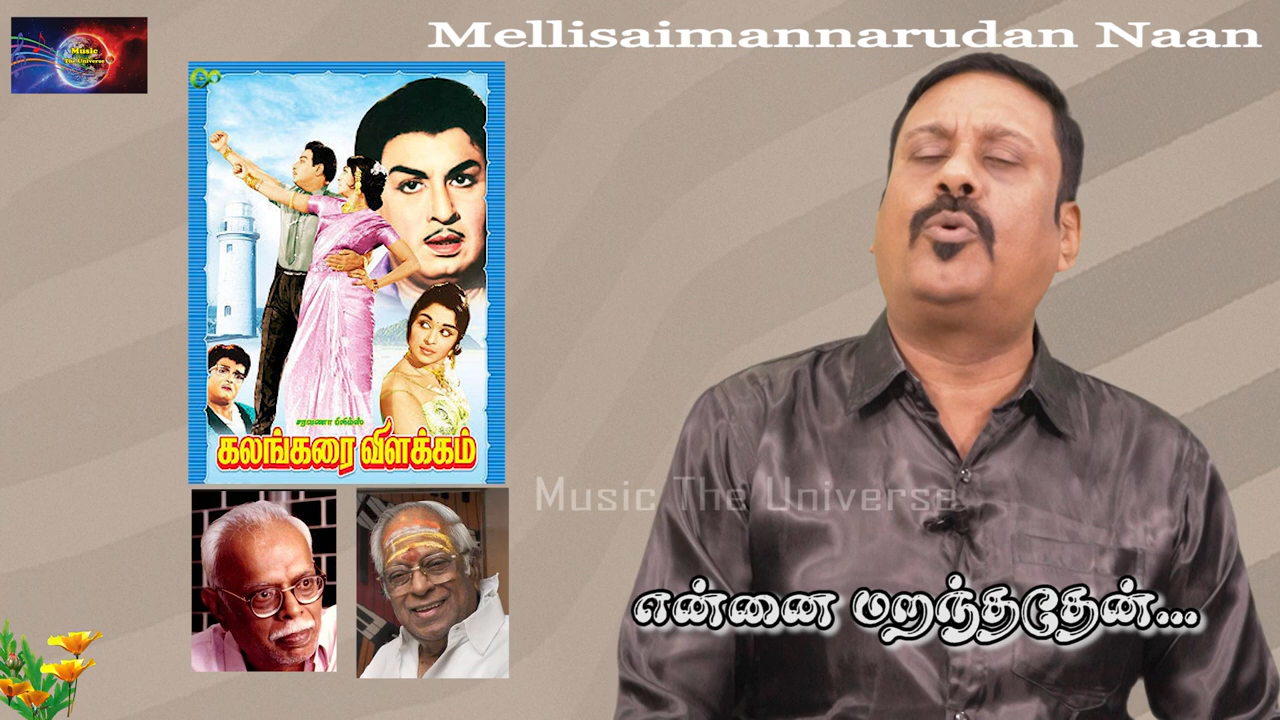 Mellisaimannarudan Naan
Music
The Universe
சரவணா பிலிம்ஸ்
கலங்கரை விளக்கம்
Music The Universe
என்னை மறந்ததேன்...